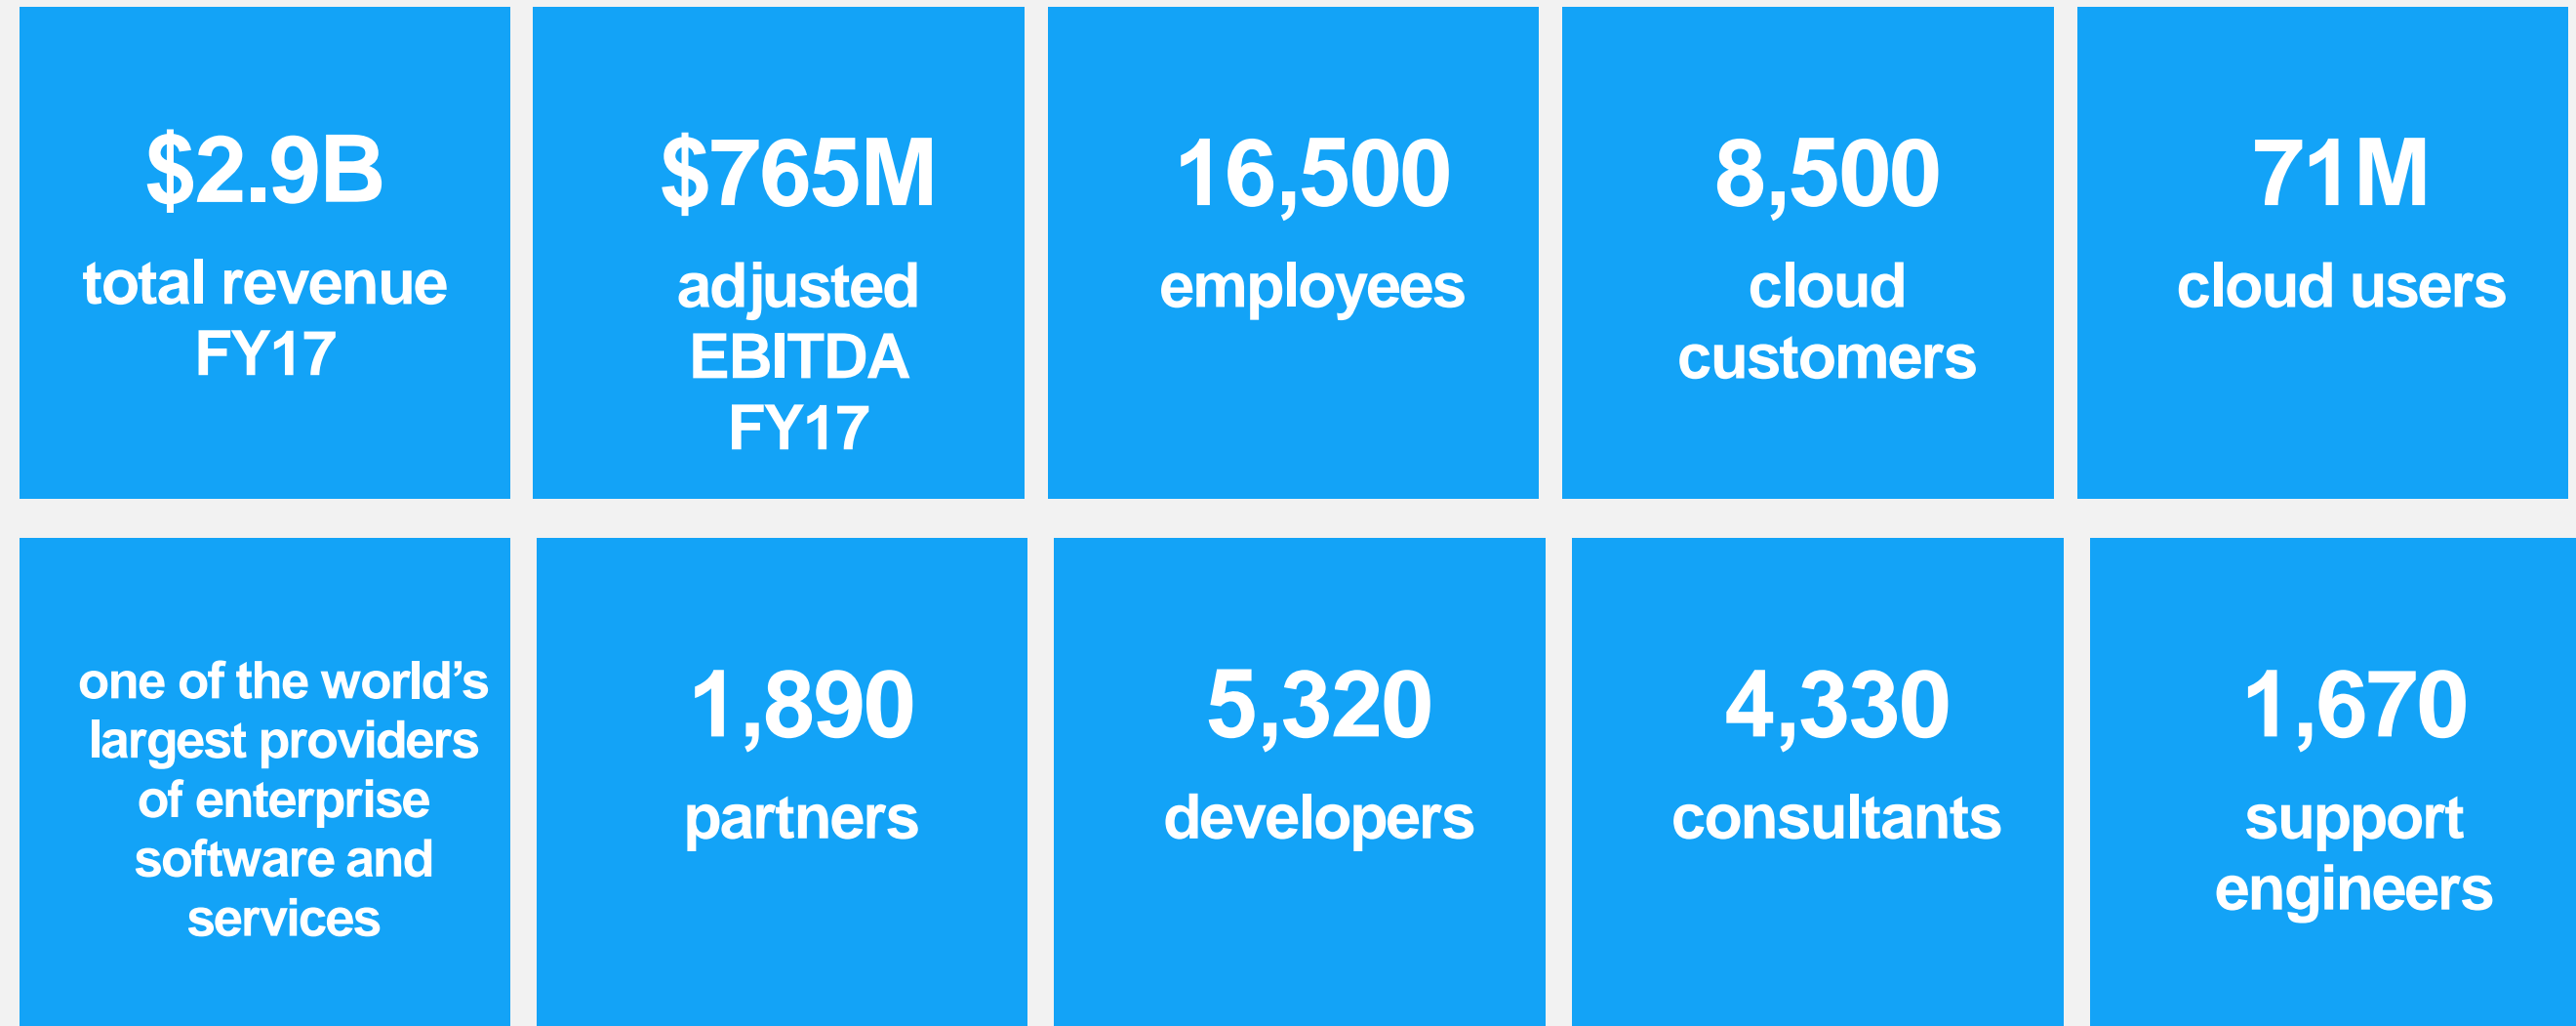 $2.9B
total revenue
FY17
$765M
adjusted
EBITDA
FY17
16,500
employees
8,500
cloud
customers
71M
cloud users
one of the world’s
largest providers
of enterprise
software and
services
1,890
partners
5,320
developers
4,330
consultants
1,670
support
engineers